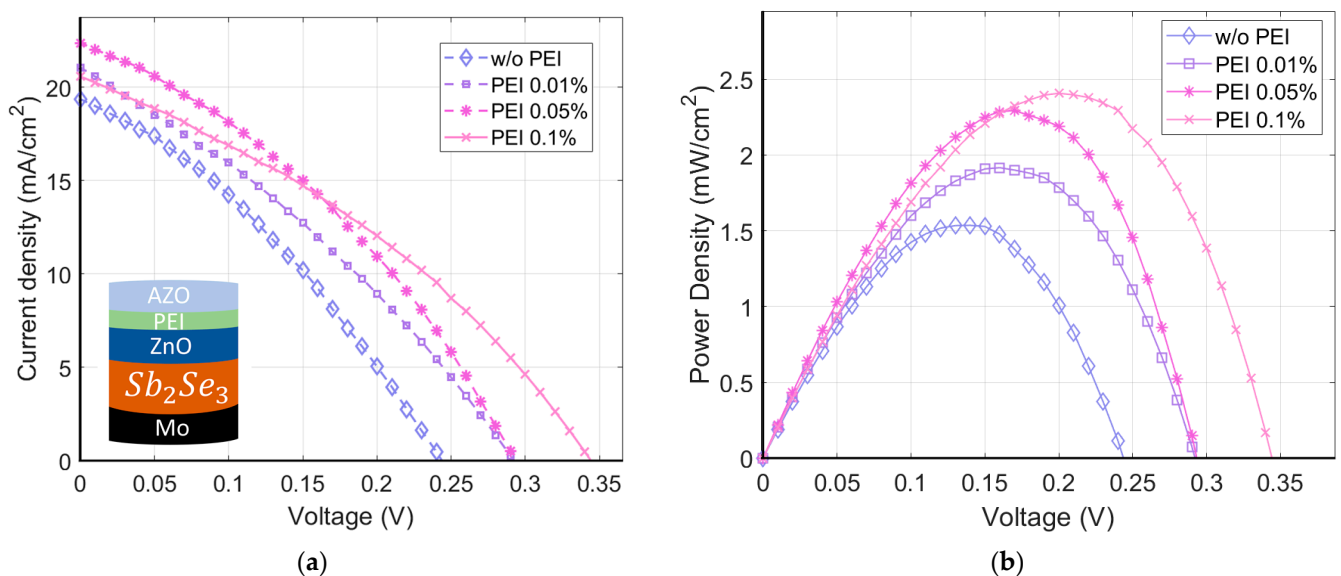 Current density (mA/cm²)
20
15
10
5
0
w/o PEI
PEI 0.01%
PEI 0.05%
PEI 0.1%
AZO
PEI
ZnO
Sb₂Se₃
Mo
0 0.05 0.1 0.15 0.2 0.25 0.3 0.35
Voltage (V)
(a)
Power Density (mW/cm²)
2.5
2
1.5
1
0.5
0
w/o PEI
PEI 0.01%
PEI 0.05%
PEI 0.1%
0 0.05 0.1 0.15 0.2 0.25 0.3 0.35
Voltage (V)
(b)